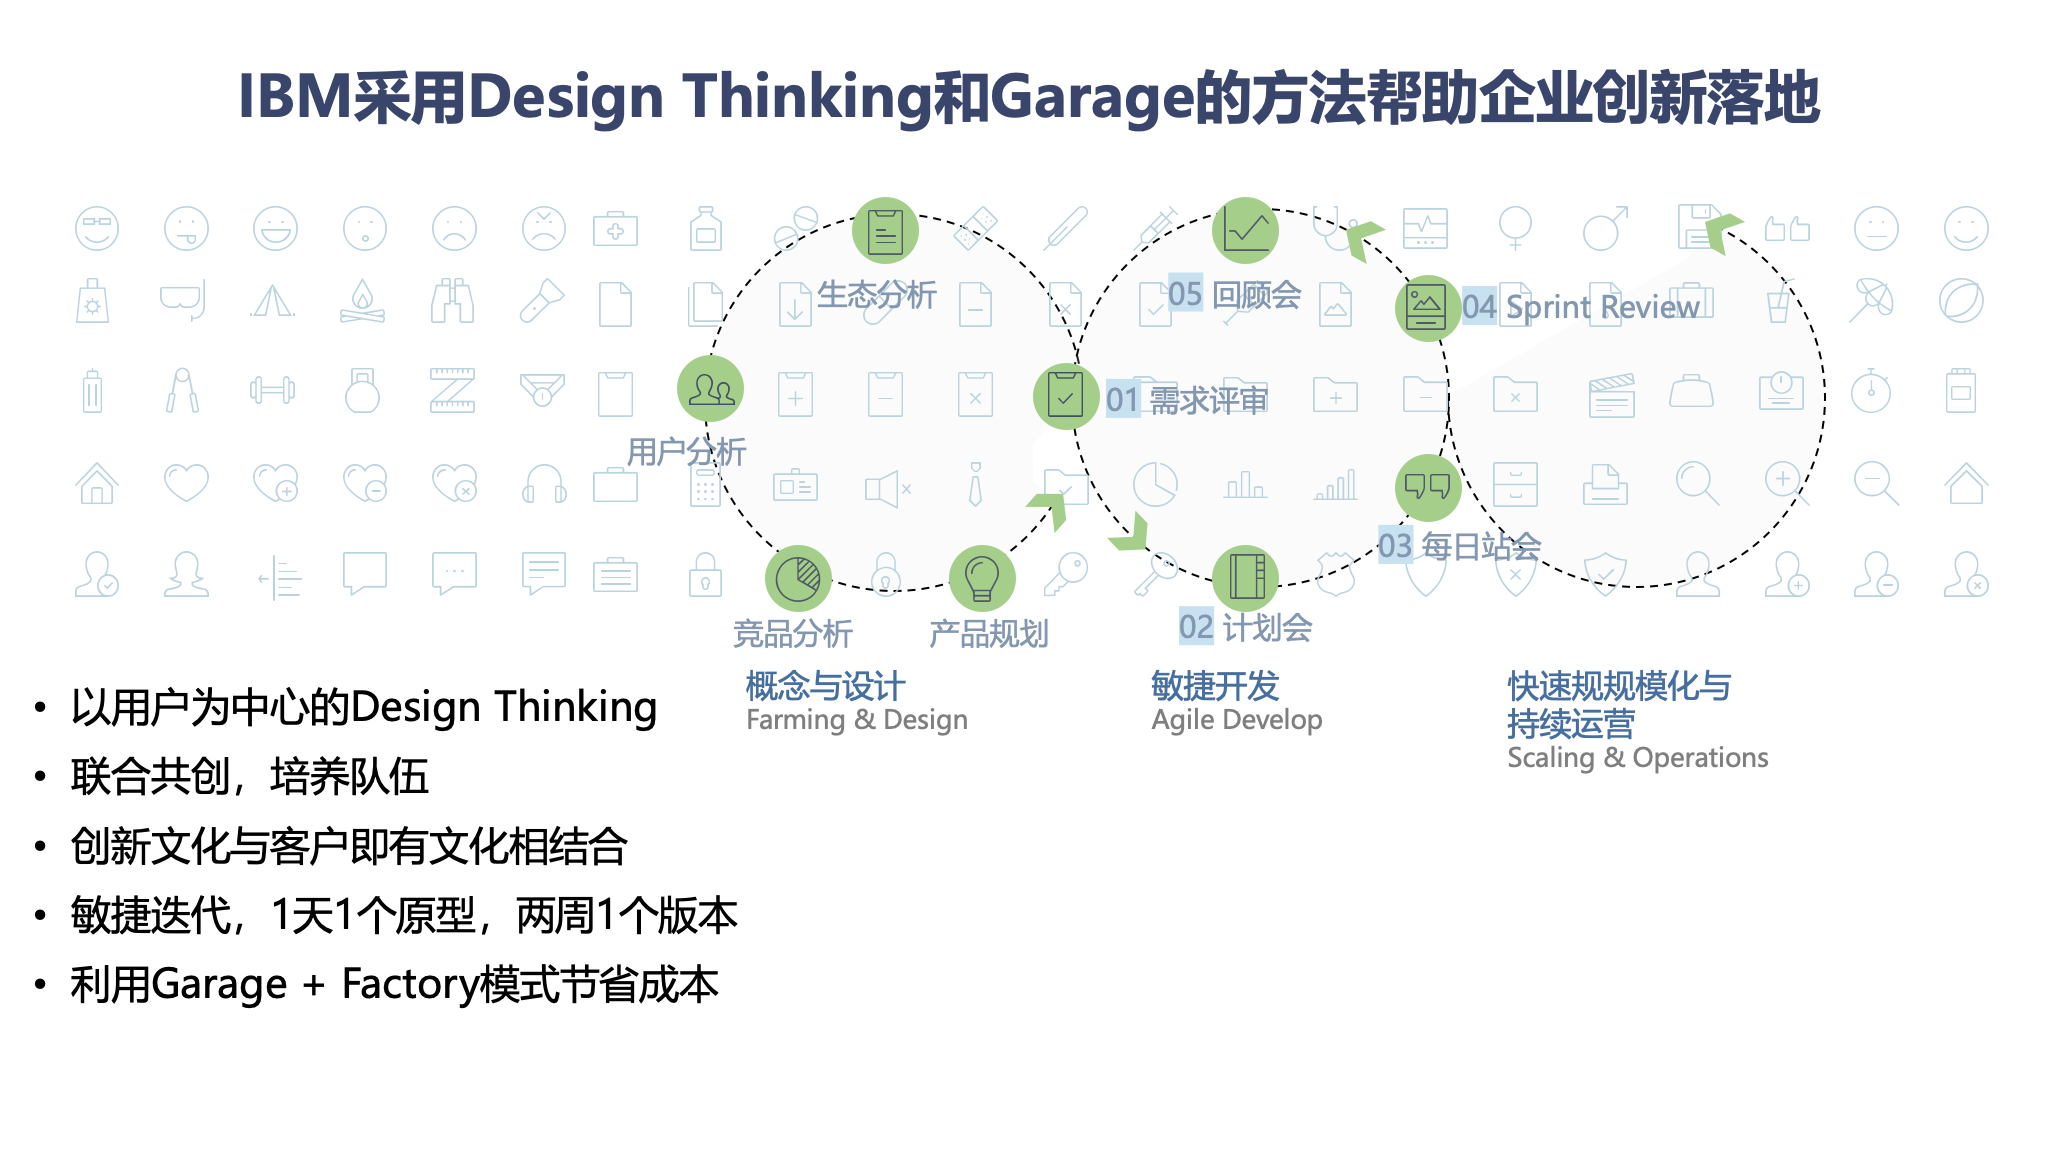 IBM采用Design Thinking和Garage的方法帮助企业创新落地
生态分析
用户分析
竞品分析
产品规划
01 需求评审
02 计划会
03 每日站会
04 Sprint Review
05 回顾会
概念与设计
Farming & Design
敏捷开发
Agile Develop
快速规规模化与
持续运营
Scaling & Operations
• 以用户为中心的Design Thinking
• 联合共创，培养队伍
• 创新文化与客户即有文化相结合
• 敏捷迭代，1天1个原型，两周1个版本
• 利用Garage + Factory模式节省成本